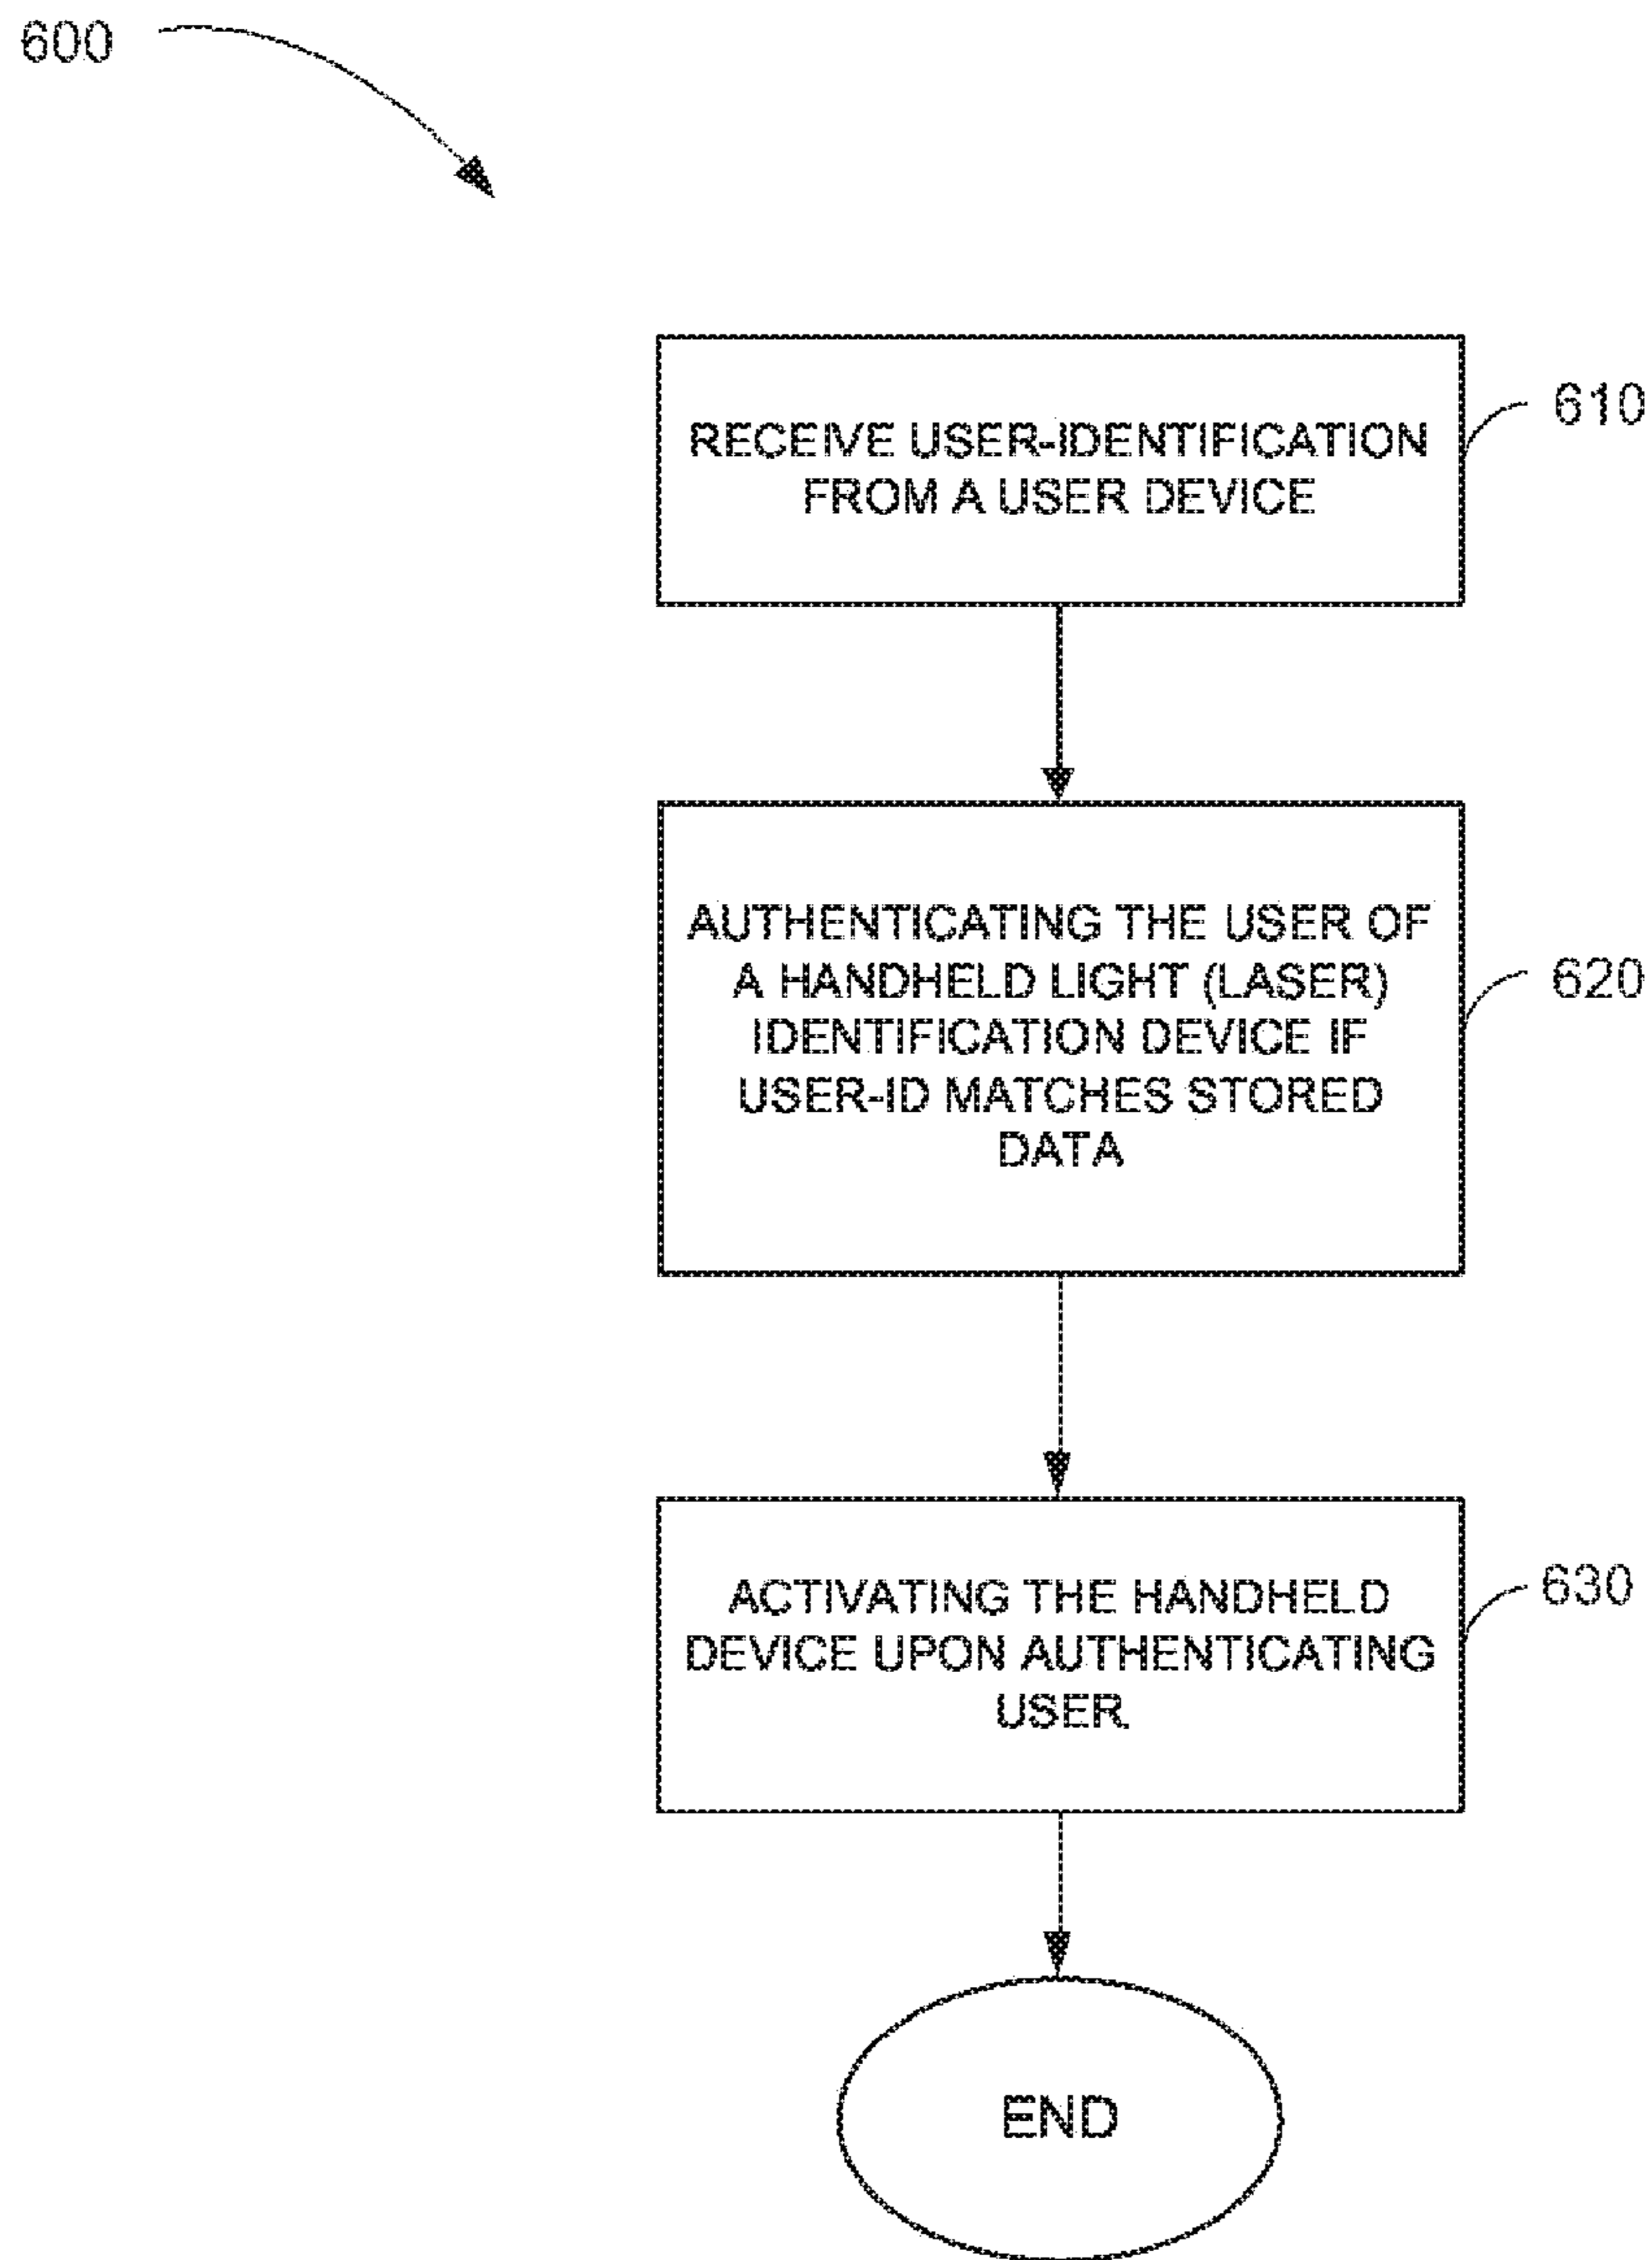 600
610
RECEIVE USER-IDENTIFICATION
FROM A USER DEVICE
620
AUTHENTICATING THE USER OF
A HANDHELD LIGHT (LASER)
IDENTIFICATION DEVICE IF
USER-ID MATCHES STORED
DATA
630
ACTIVATING THE HANDHELD
DEVICE UPON AUTHENTICATING
USER.
END